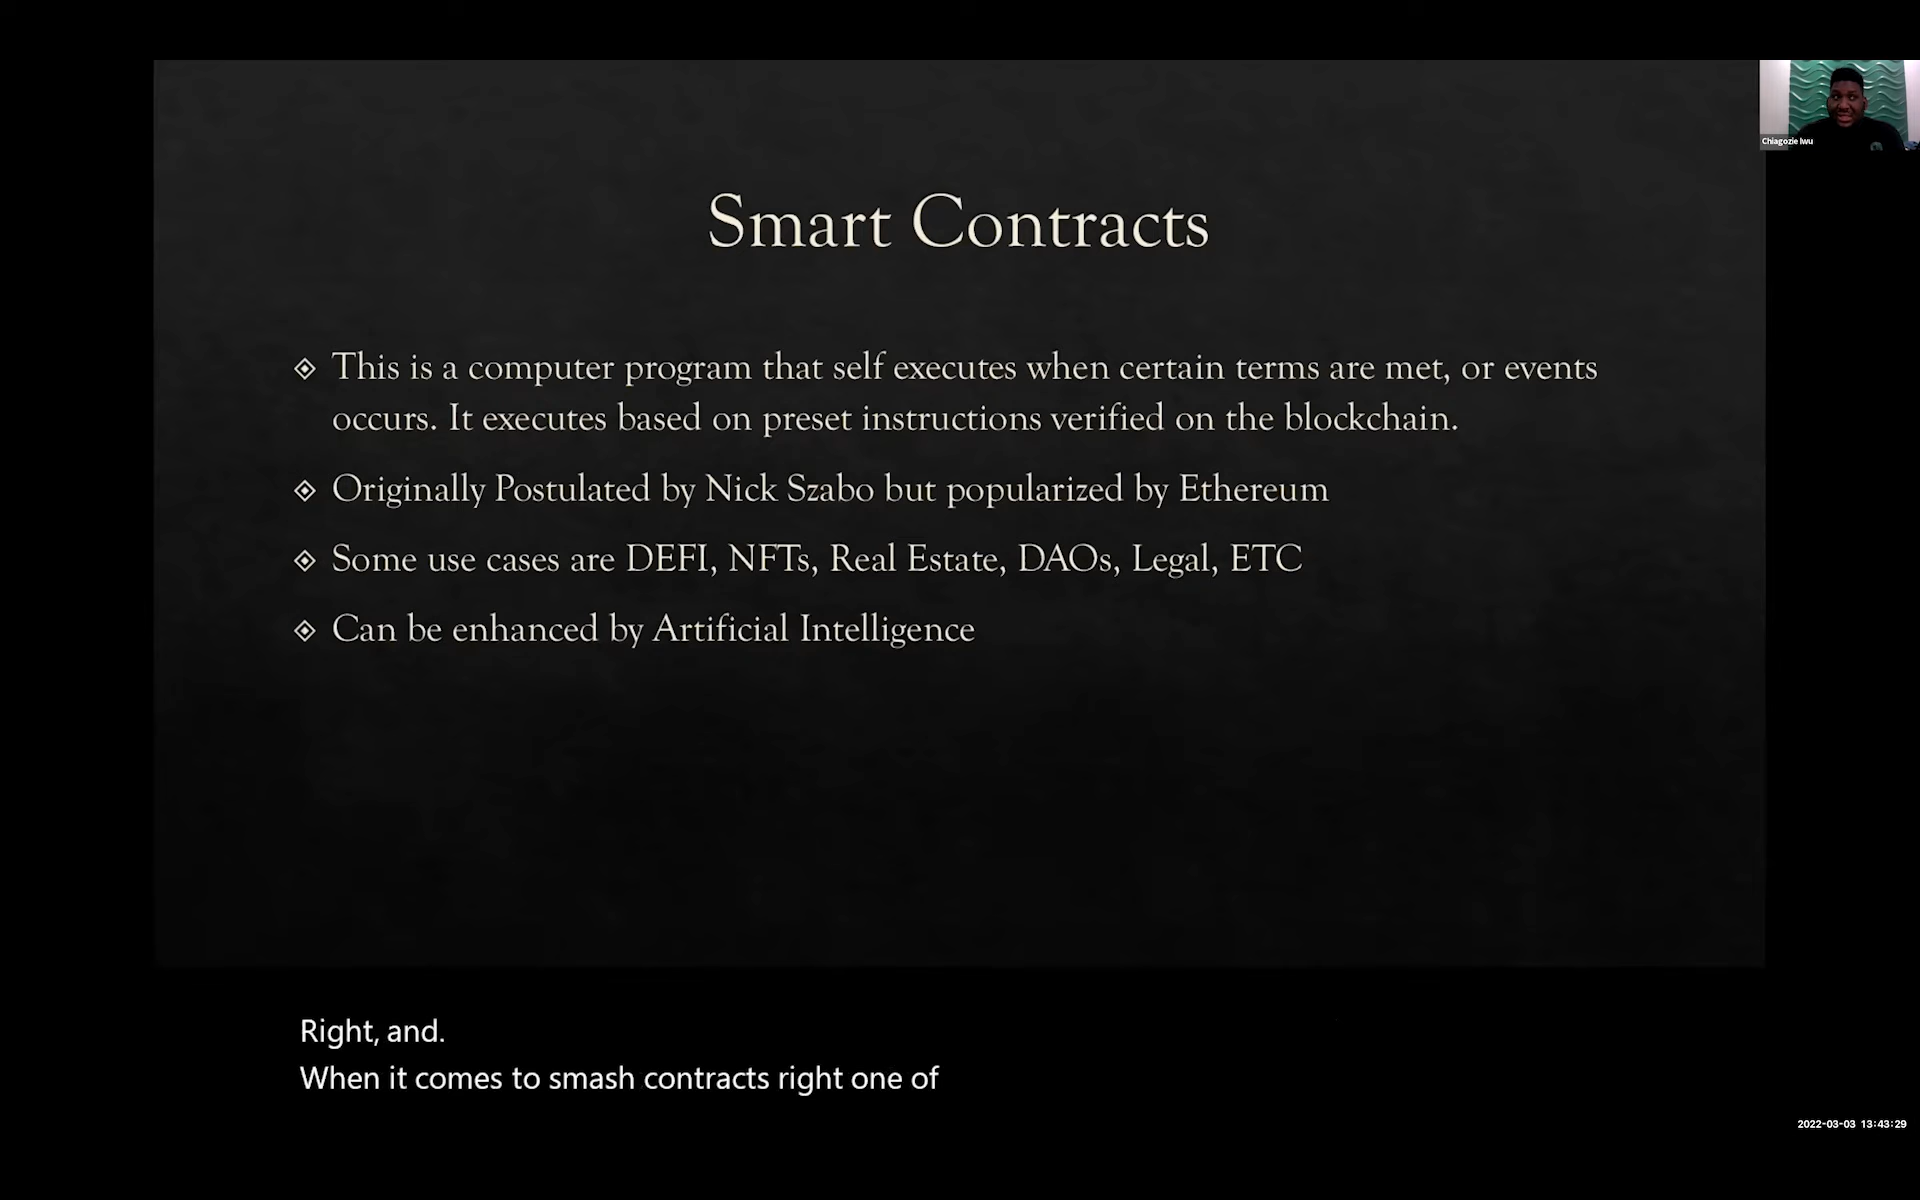 Chiagozie Iwu
Smart Contracts
This is a computer program that self executes when certain terms are met, or events
occurs. It executes based on preset instructions verified on the blockchain.
Originally Postulated by Nick Szabo but popularized by Ethereum
Some use cases are DEFI, NFTs, Real Estate, DAOs, Legal, ETC
Can be enhanced by Artificial Intelligence
Right, and.
When it comes to smash contracts right one of
2022-03-03 13:43:29